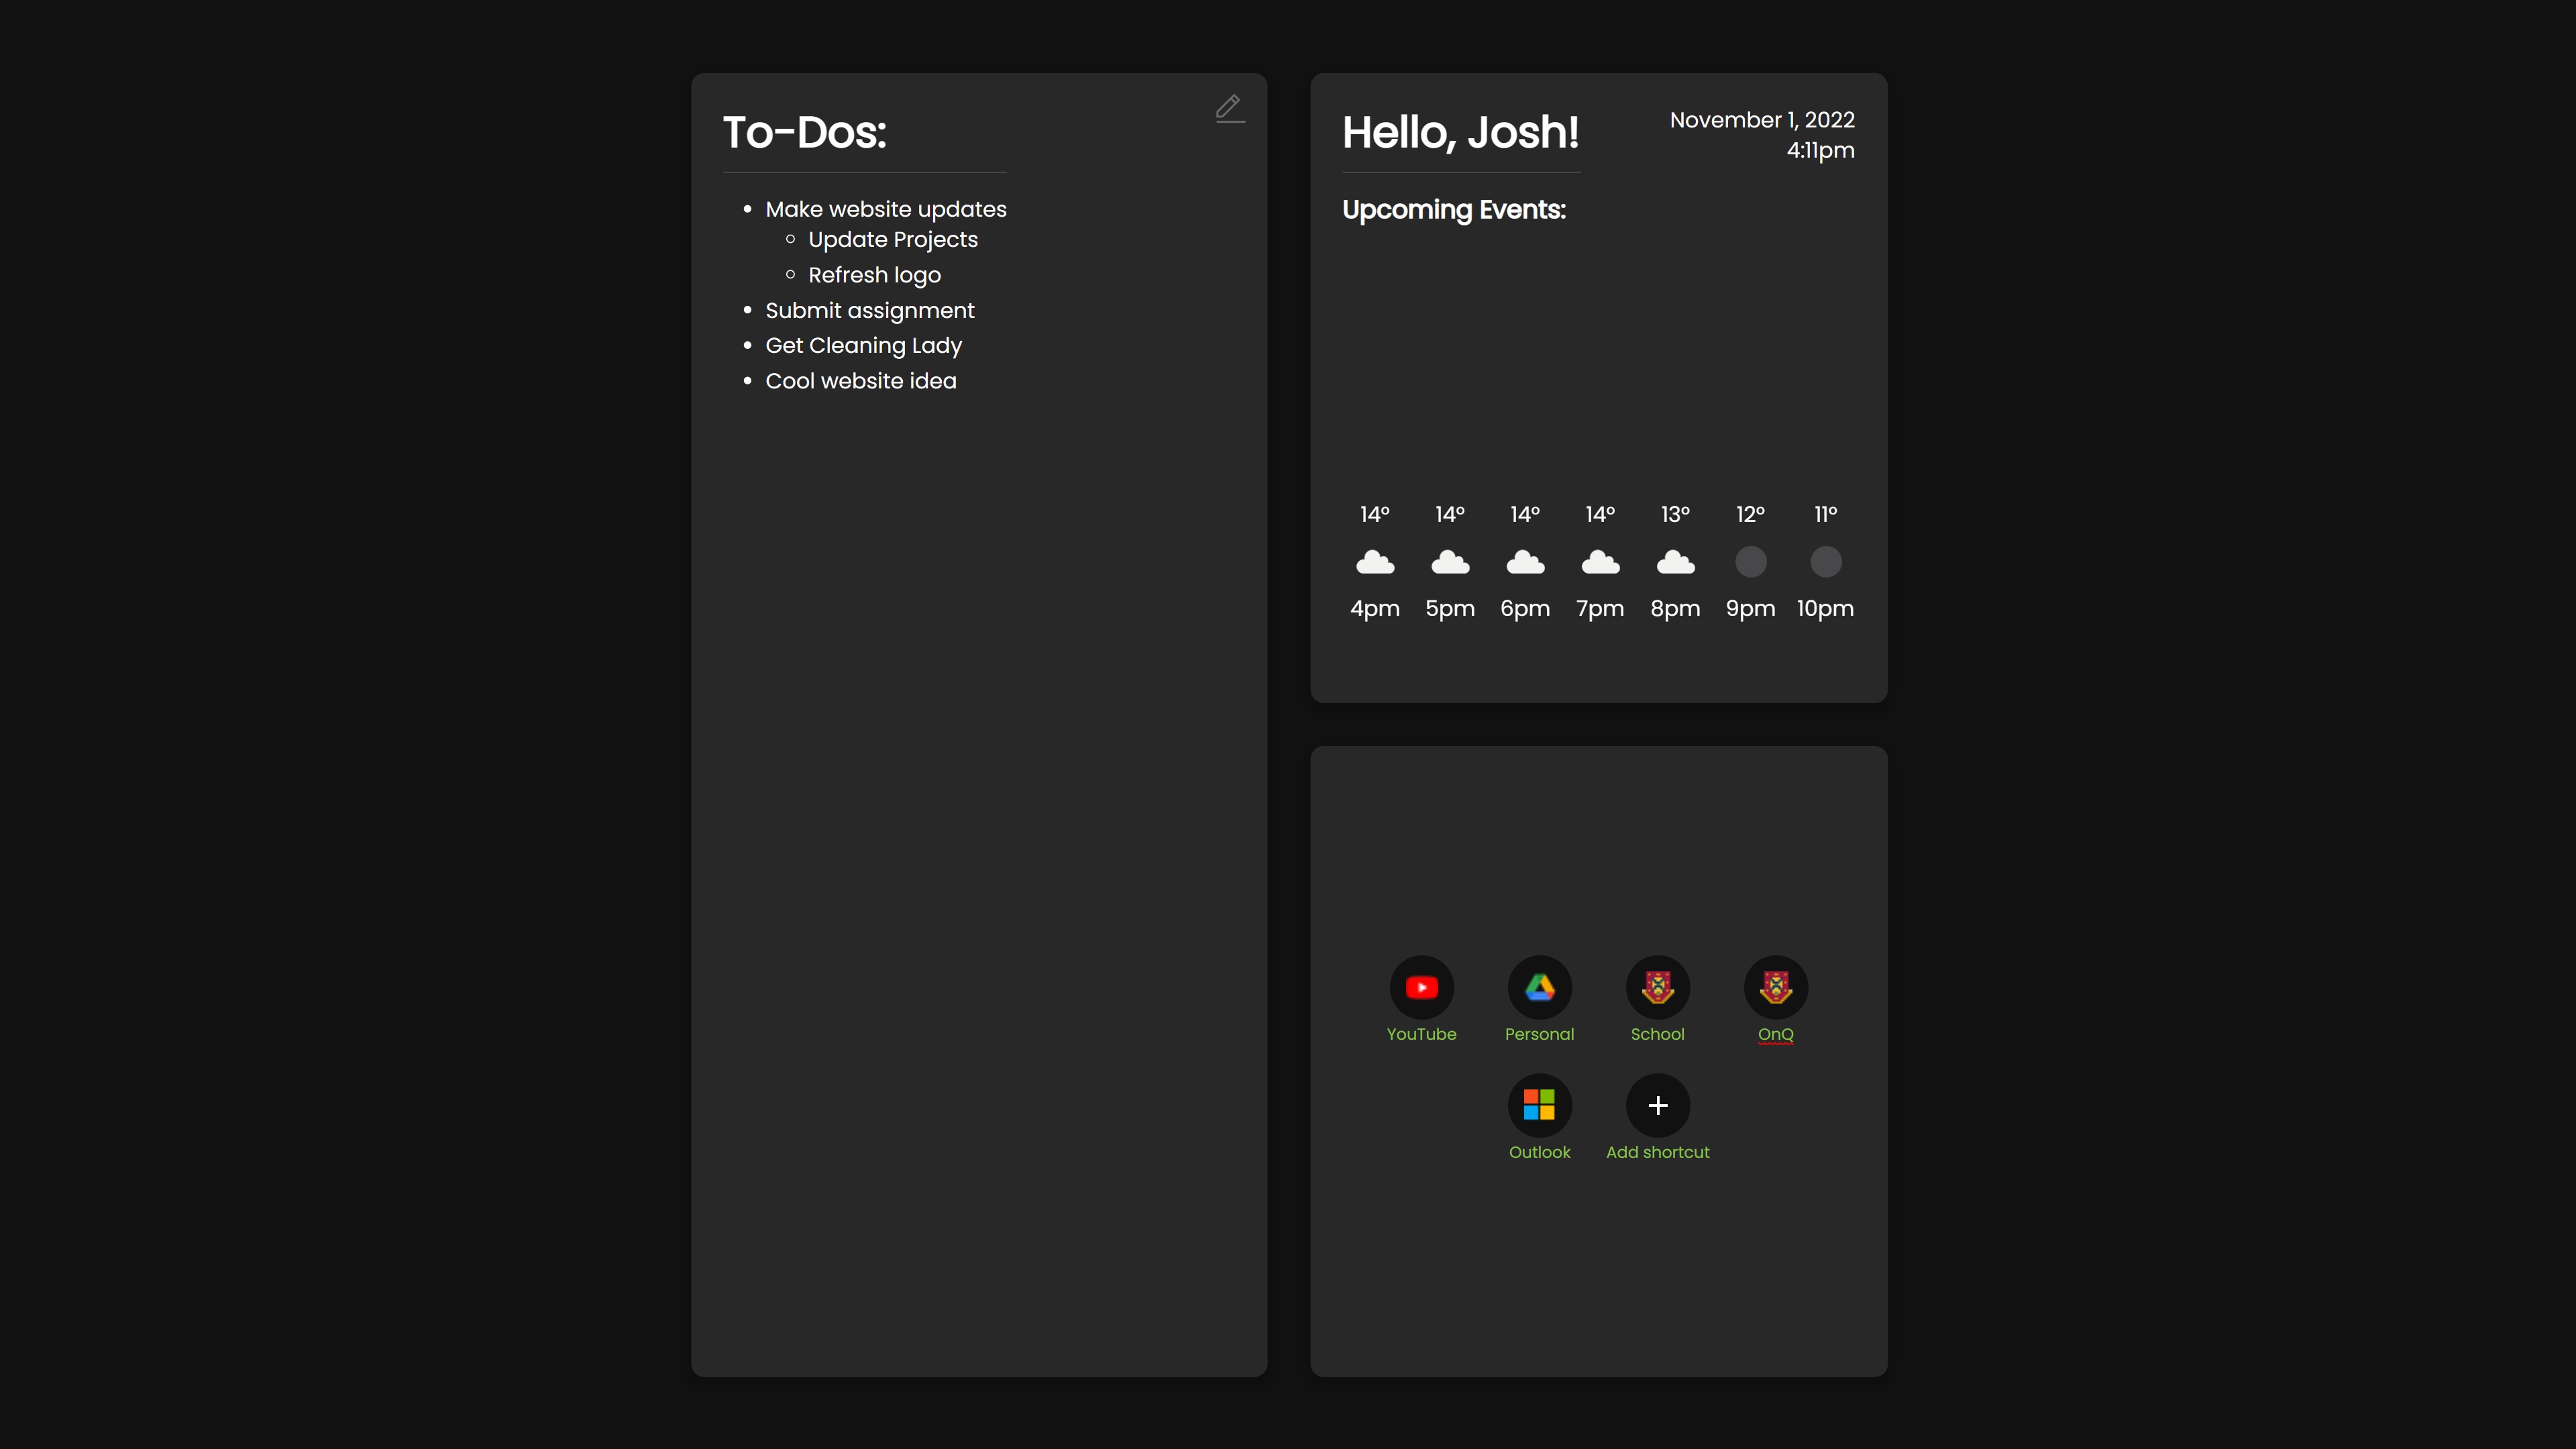 To-Dos:
Make website updates
Update Projects
Refresh logo
Submit assignment
Get Cleaning Lady
Cool website idea
Hello, Josh!
November 1, 2022
4:11pm
Upcoming Events:
14° 14° 14° 14° 13° 12° 11°
4pm 5pm 6pm 7pm 8pm 9pm 10pm
YouTube Personal School OnQ
Outlook Add shortcut